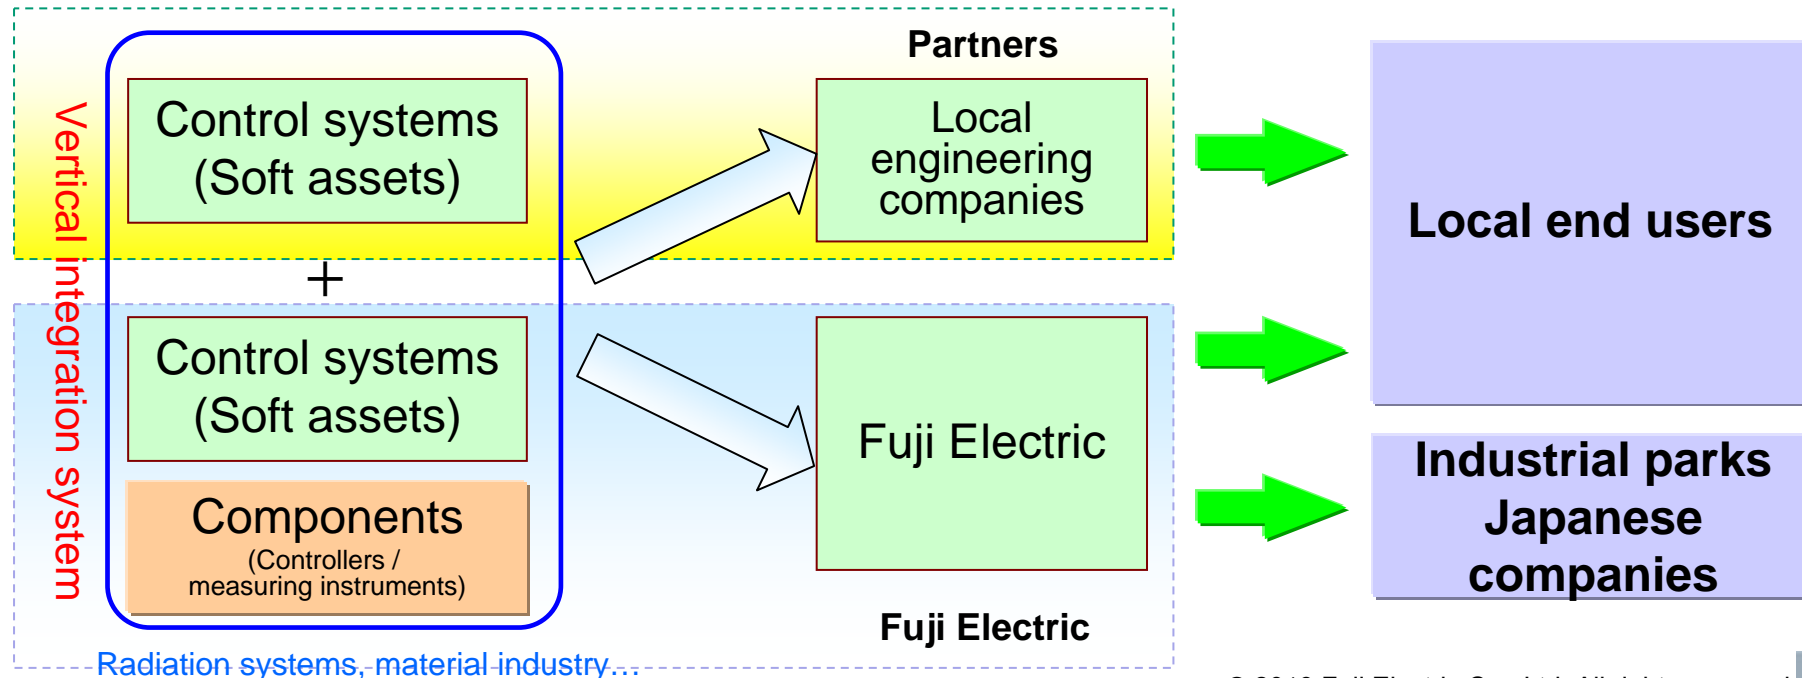 Partners
Control systems
(Soft assets)
Local
engineering
companies
Vertical integration system
+
Control systems
(Soft assets)
Components
(Controllers /
measuring instruments)
Fuji Electric
Fuji Electric
Radiation systems, material industry…
Local end users
Industrial parks
Japanese
companies